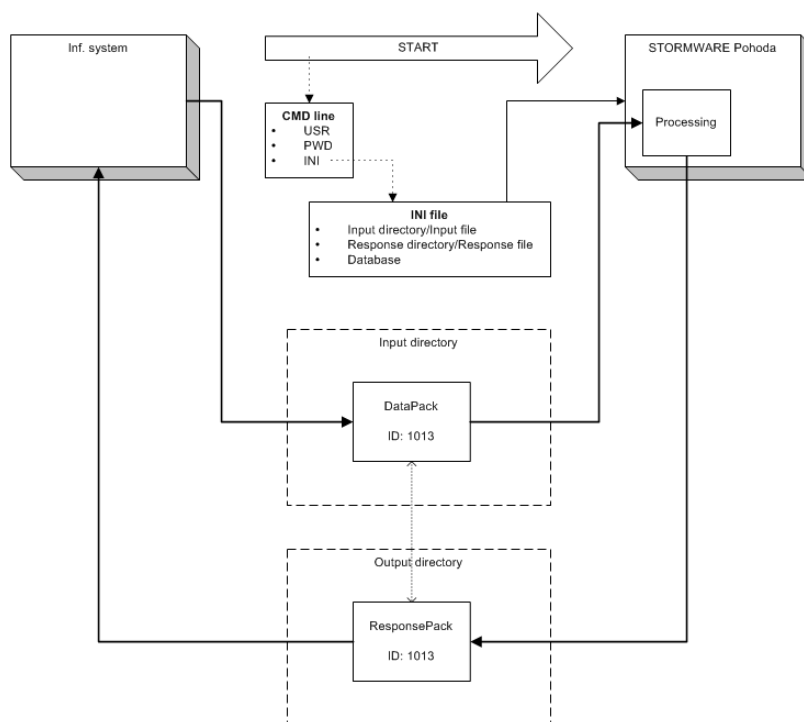 Inf. system
START
STORMWARE Pohoda
CMD line
• USR
• PWD
• INI
Processing
INI file
• Input directory/Input file
• Response directory/Response file
• Database
Input directory
DataPack
ID: 1013
Output directory
ResponsePack
ID: 1013